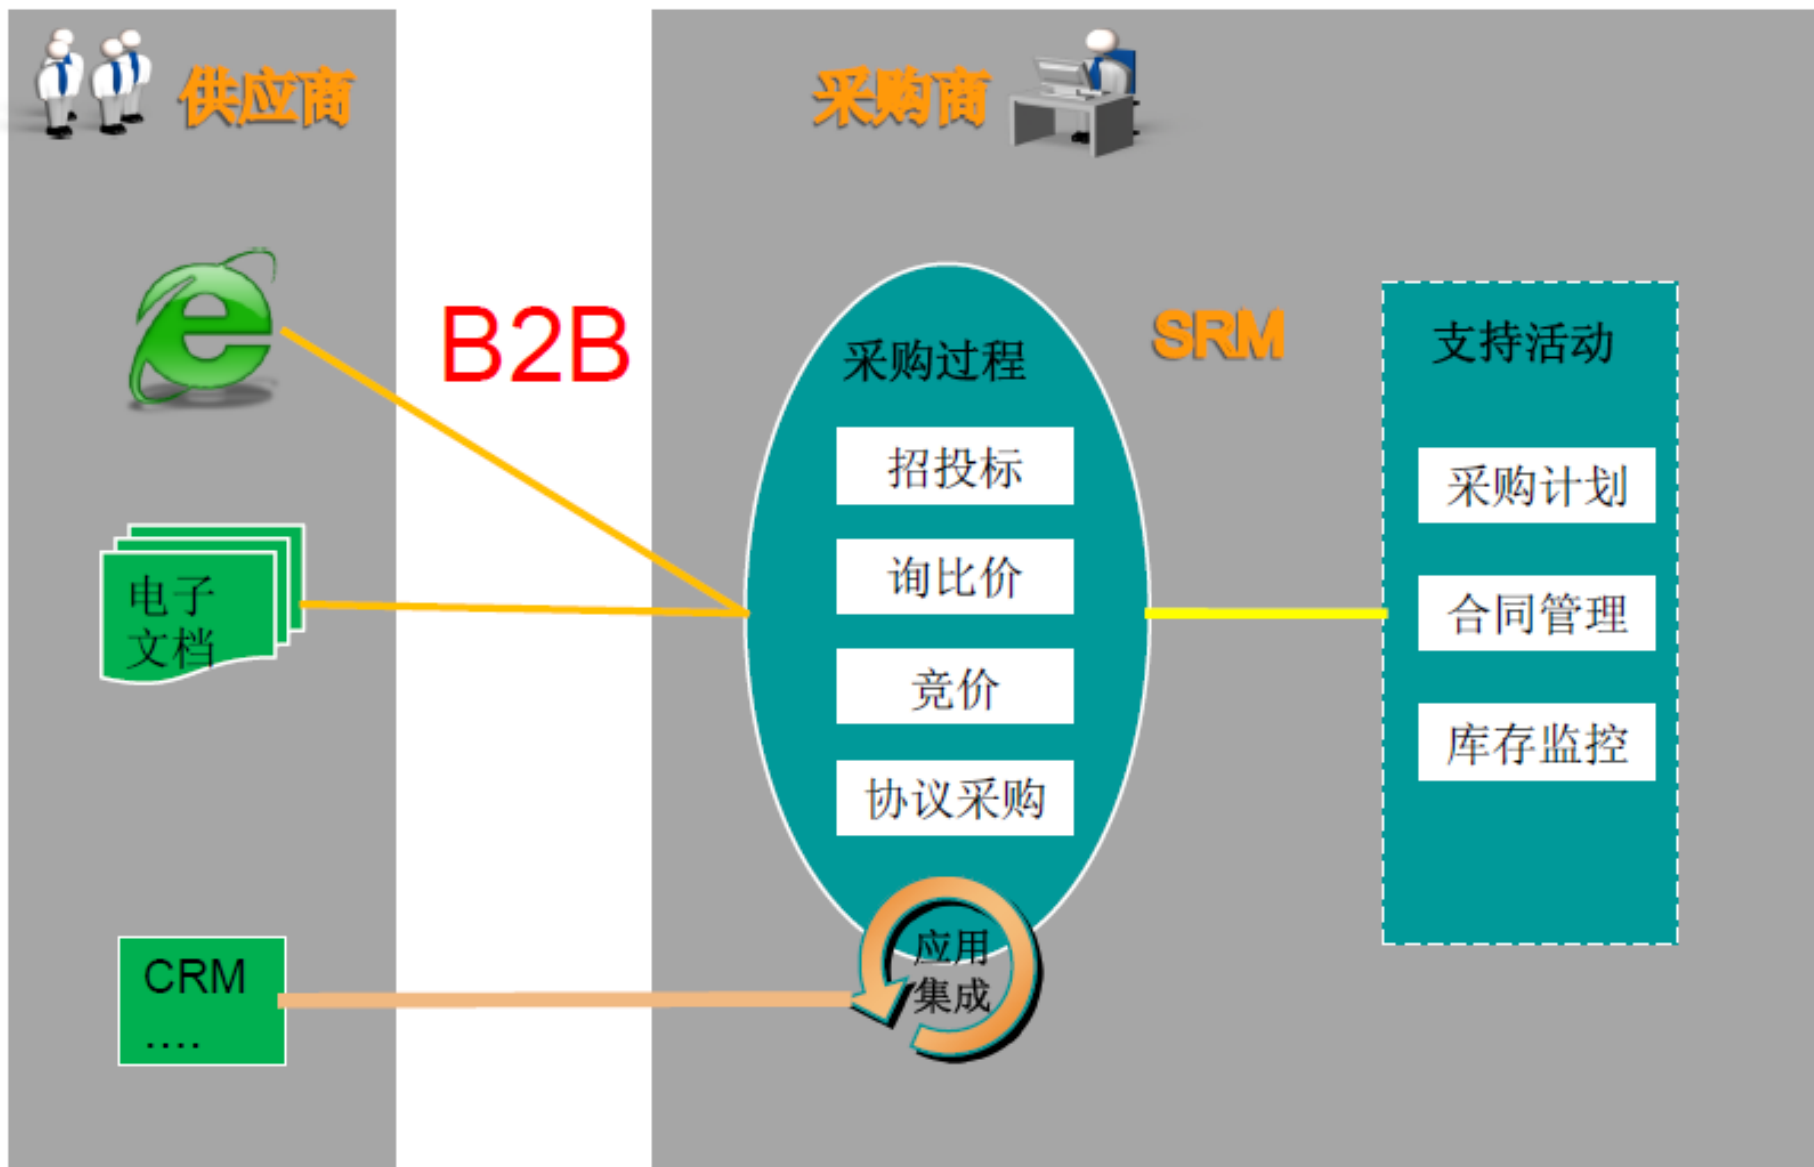 供应商
采购商
B2B
SRM
采购过程
招投标
询比价
竞价
协议采购
支持活动
采购计划
合同管理
库存监控
电子
文档
CRM
....
应用
集成